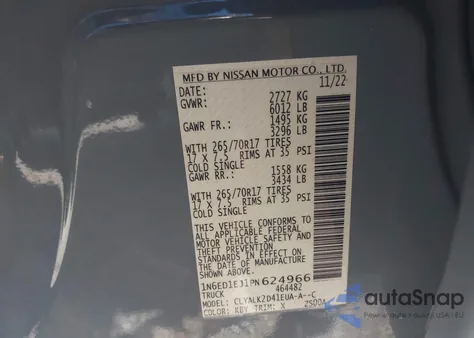 MFD BY NISSAN MOTOR CO., LTD.
DATE: 11/22
GVWR: 2727 KG
6012 LB
GAWR FR.: 1495 KG
3296 LB
WITH 265/70R17 TIRES
17 X 7.5 RIMS AT 35 PSI
COLD SINGLE
GAWR RR.: 1558 KG
3434 LB
WITH 265/70R17 TIRES
17 X 7.5 RIMS AT 35 PSI
COLD SINGLE
THIS VEHICLE CONFORMS TO
ALL APPLICABLE FEDERAL
MOTOR VEHICLE SAFETY
STANDARDS IN EFFECT ON
THE DATE OF MANUFACTURE
SHOWN ABOVE.
1N6ED1EJ1PN624966
TRUCK 464482
MODEL: CLYALK2D41EUA-A--C
COLOR: KBY TRIM: X
autoSnap